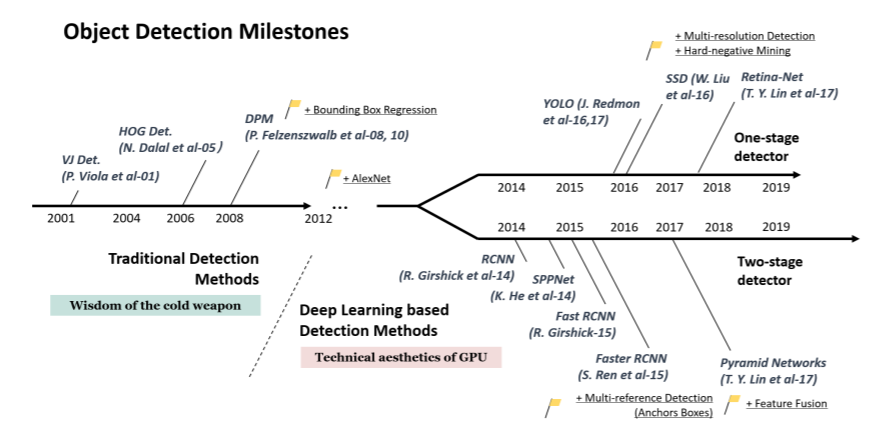 Object Detection Milestones
+ Multi-resolution Detection
+ Hard-negative Mining
SSD (W. Liu
et al-16)
Retina-Net
(T. Y. Lin et al-17)
YOLO (J. Redmon
et al-16,17)
+ Bounding Box Regression
DPM
(P. Felzenszwalb et al-08, 10)
HOG Det.
(N. Dalal et al-05)
VJ Det.
(P. Viola et al-01)
One-stage
detector
+ AlexNet
2014 2015 2016 2017 2018 2019
2001 2004 2006 2008 2012 ...
2014 2015 2016 2017 2018 2019
Traditional Detection
Methods
Wisdom of the cold weapon
RCNN
(R. Girshick et al-14)
SPPNet
(K. He et al-14)
Two-stage
detector
Deep Learning based
Detection Methods
Technical aesthetics of GPU
Fast RCNN
(R. Girshick-15)
Faster RCNN
(S. Ren et al-15)
Pyramid Networks
(T. Y. Lin et al-17)
+ Multi-reference Detection
(Anchors Boxes)
+ Feature Fusion